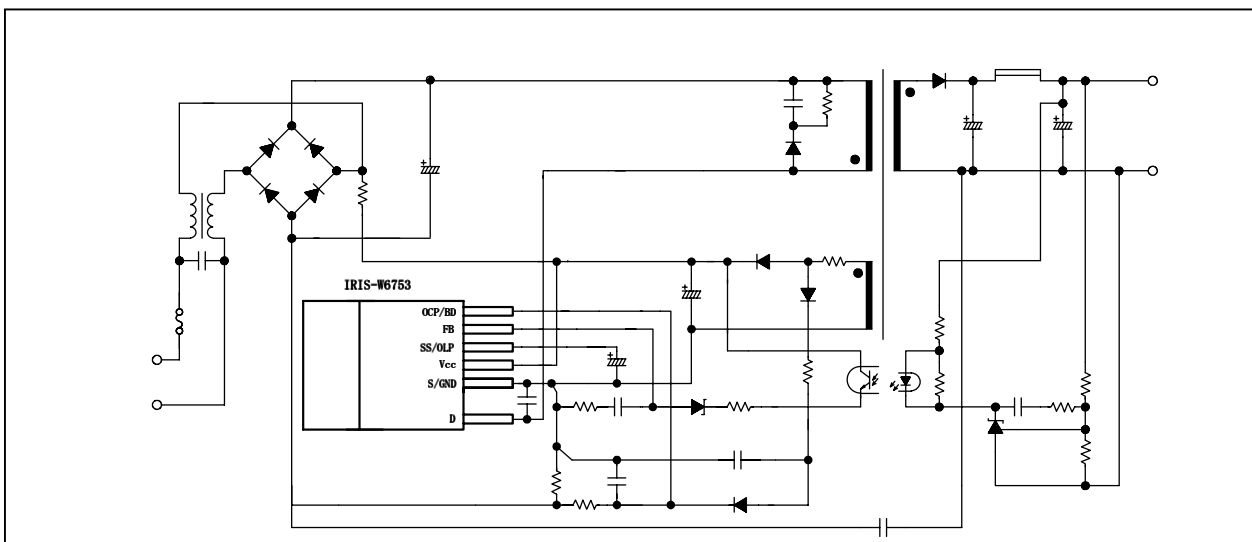 IRIS-W6753
OCP/BD
FB
SS/OLP
Vcc
S/GND
D
+
+
+
+
+